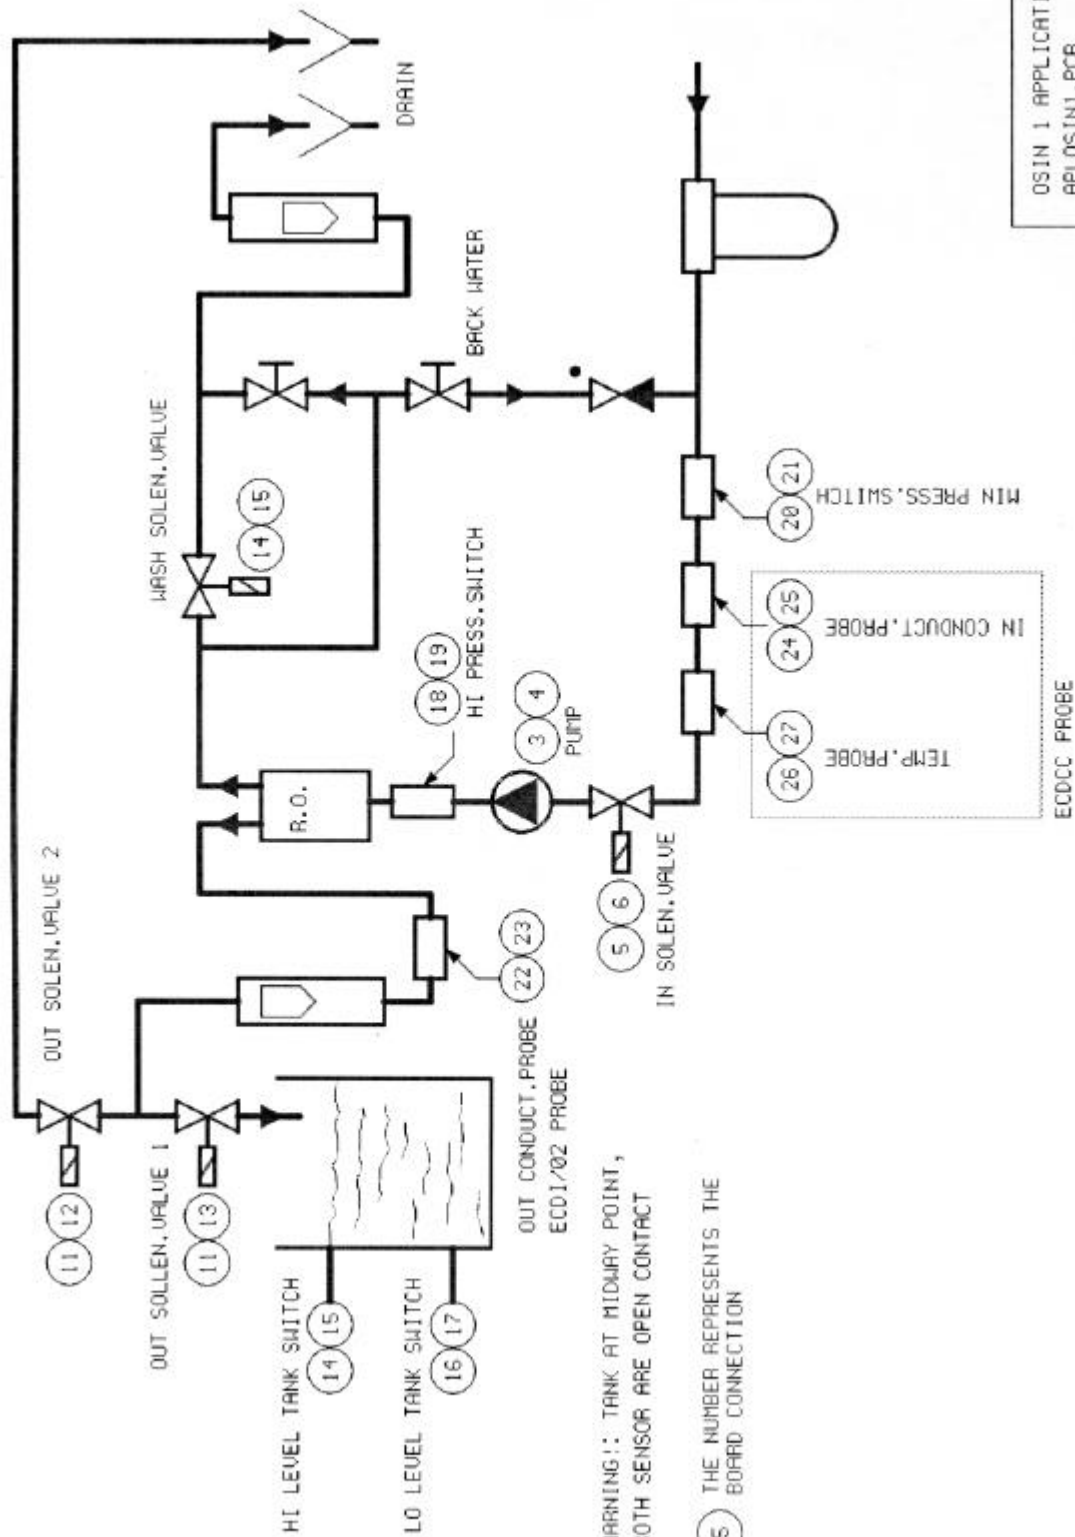 OUT SOLEN.VALVE 2
11 12
OUT SOLLEN.VALVE 1
11 13
HI LEVEL TANK SWITCH
14 15
LO LEVEL TANK SWITCH
16 17
OUT CONDUCT.PROBE
ECDI/02 PROBE
22 23
R.O.
WASH SOLEN.VALVE
14 15
HI PRESS.SWITCH
18 19
3 4
PUMP
5 6
IN SOLEN.VALVE
DRAIN
BACK WATER
20 21
MIN PRESS.SWITCH
24 25
IN CONDUCT.PROBE
26 27
TEMP.PROBE
ECDCC PROBE
ARNING!: TANK AT MIDWAY POINT,
OTH SENSOR ARE OPEN CONTACT
THE NUMBER REPRESENTS THE
BOARD CONNECTION
OSIN 1 APPLICATI
APLOSIN1.PCB